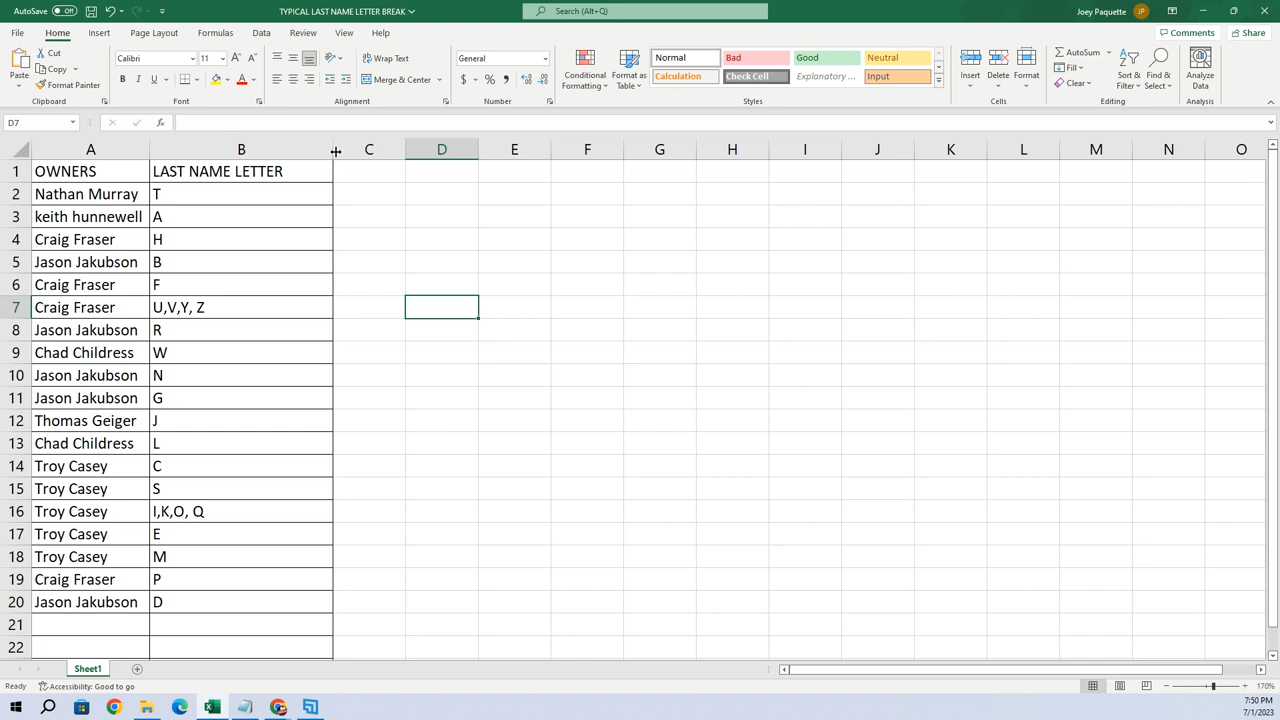 AutoSave Off TYPICAL LAST NAME LETTER BREAK Search (Alt+Q) Joey Paquette JP
File Home Insert Page Layout Formulas Data Review View Help Comments Share
Paste Cut Copy Format Painter Clipboard
Calibri 11 A A B I U A Font
Wrap Text Merge & Center Alignment
General $ % Number
Conditional Formatting Format as Table
Normal Bad Good Neutral
Calculation Check Cell Explanatory ... Input
Styles
Insert Delete Format Cells
AutoSum Fill Clear Sort & Filter Find & Select Editing
Analyze Data Analysis
D7 fx
A B C D E F G H I J K L M N O
1 OWNERS LAST NAME LETTER
2 Nathan Murray T
3 keith hunnewell A
4 Craig Fraser H
5 Jason Jakubson B
6 Craig Fraser F
7 Craig Fraser U,V,Y, Z
8 Jason Jakubson R
9 Chad Childress W
10 Jason Jakubson N
11 Jason Jakubson G
12 Thomas Geiger J
13 Chad Childress L
14 Troy Casey C
15 Troy Casey S
16 Troy Casey I,K,O, Q
17 Troy Casey E
18 Troy Casey M
19 Craig Fraser P
20 Jason Jakubson D
21
22
Sheet1
Ready Accessibility: Good to go 170%
7:50 PM
7/1/2023